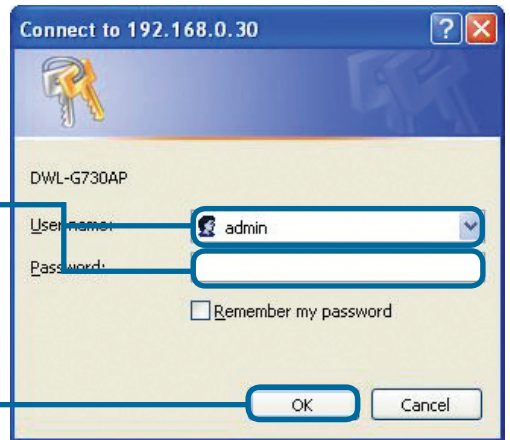 Connect to 192.168.0.30
DWL-G730AP
User name:
admin
Password:
Remember my password
OK
Cancel